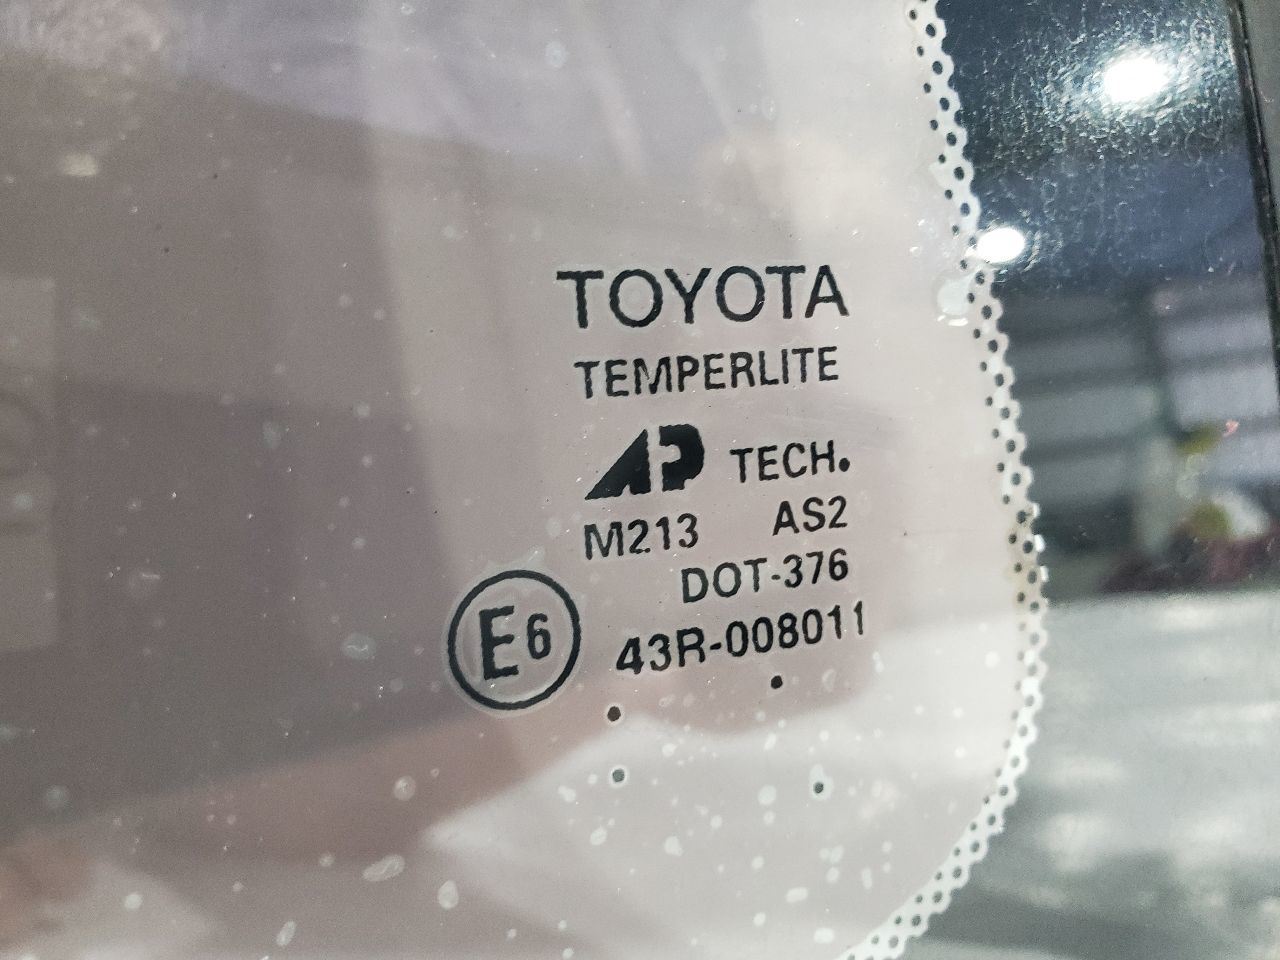 TOYOTA
TEMPERLITE
AP TECH.
M213 AS2
DOT-376
E6 43R-008011